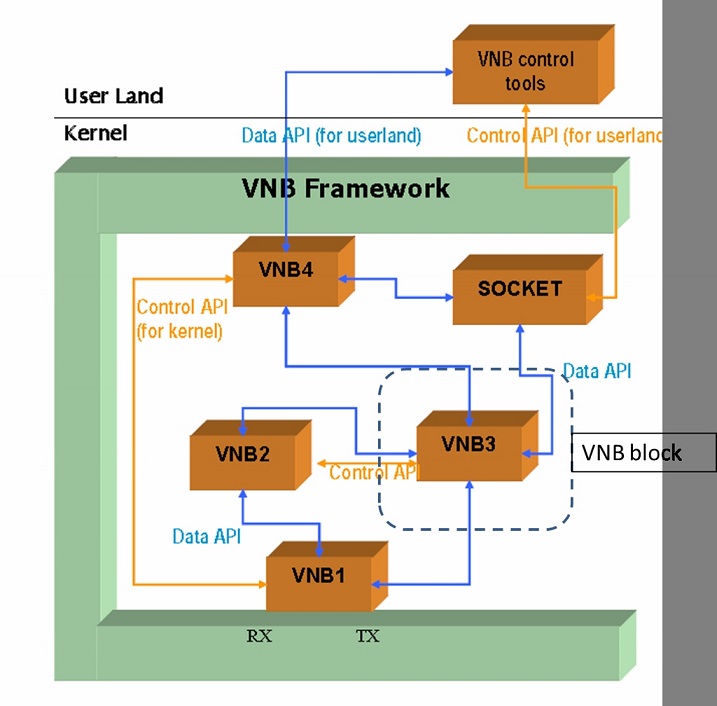 VNB control
tools
User Land
Kernel
Data API (for userland)
Control API (for userland
VNB Framework
VNB4
SOCKET
Control API
(for kernel)
Data API
VNB3
VNB2
VNB block
Control API
Data API
VNB1
RX
TX